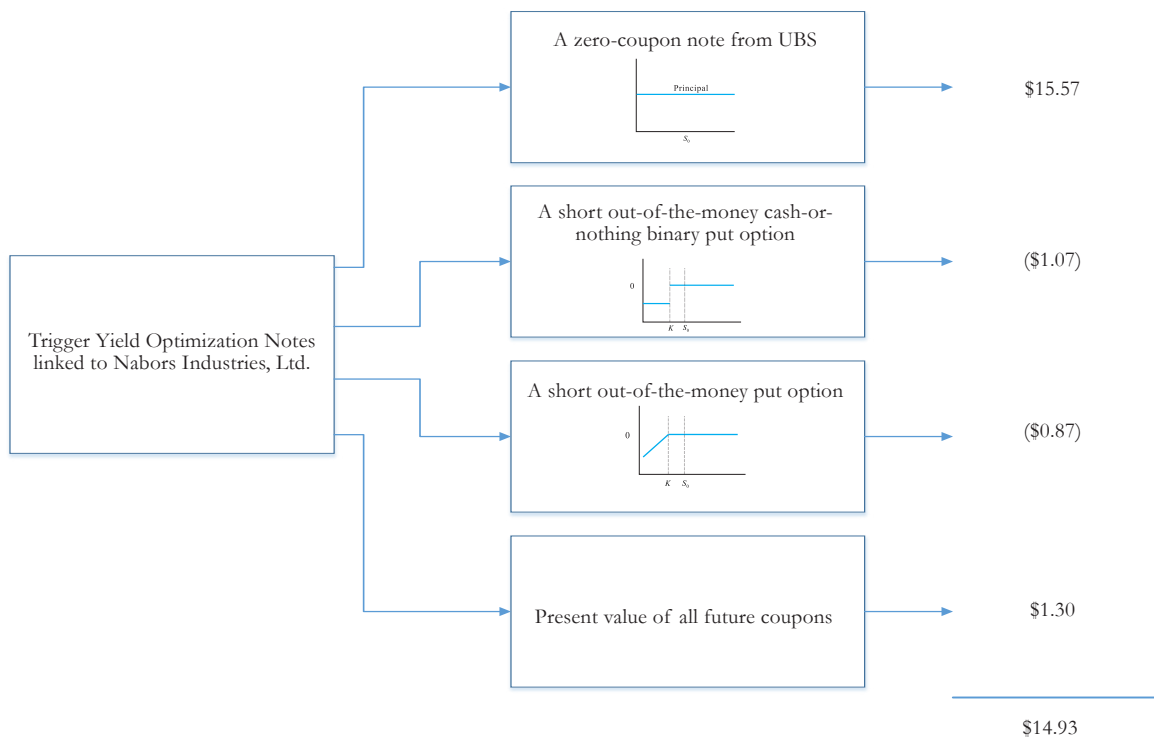 A zero-coupon note from UBS
Principal
S₀
$15.57
A short out-of-the-money cash-or-
nothing binary put option
0
K S₀
($1.07)
Trigger Yield Optimization Notes
linked to Nabors Industries, Ltd.
A short out-of-the-money put option
0
K S₀
($0.87)
Present value of all future coupons
$1.30
$14.93